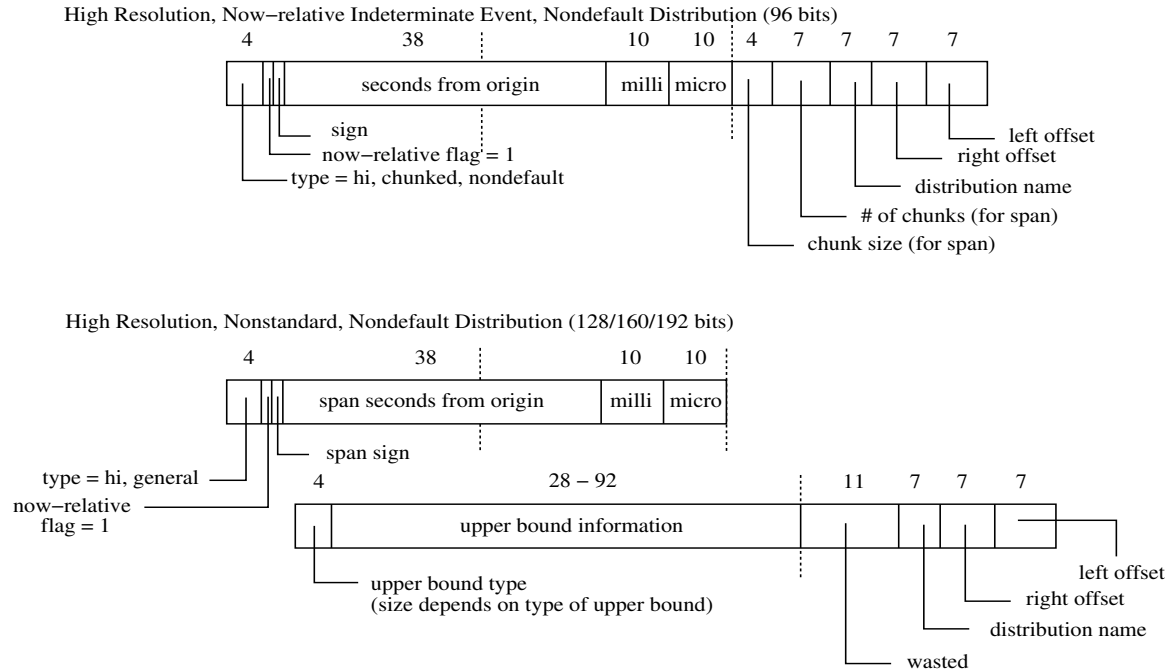 High Resolution, Now−relative Indeterminate Event, Nondefault Distribution (96 bits)
4 38 10 10 4 7 7 7 7
seconds from origin milli micro
sign
now−relative flag = 1
type = hi, chunked, nondefault
left offset
right offset
distribution name
# of chunks (for span)
chunk size (for span)
High Resolution, Nonstandard, Nondefault Distribution (128/160/192 bits)
4 38 10 10
span seconds from origin milli micro
span sign
type = hi, general
now−relative
flag = 1
4 28 − 92 11 7 7 7
upper bound information
upper bound type
(size depends on type of upper bound)
left offset
right offset
distribution name
wasted